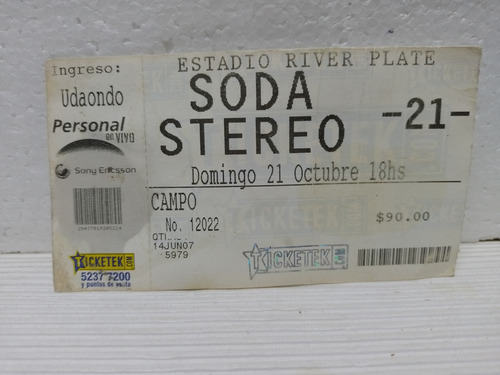 Ingreso:
Udaondo
Personal
Sony Ericsson
TICKETEK
5237 7200
y puntos de venta
ESTADIO RIVER PLATE
SODA
STEREO
-21-
Domingo 21 Octubre 18hs
CAMPO
No. 12022
14JUN07
5979
$90.00
TICKETEK